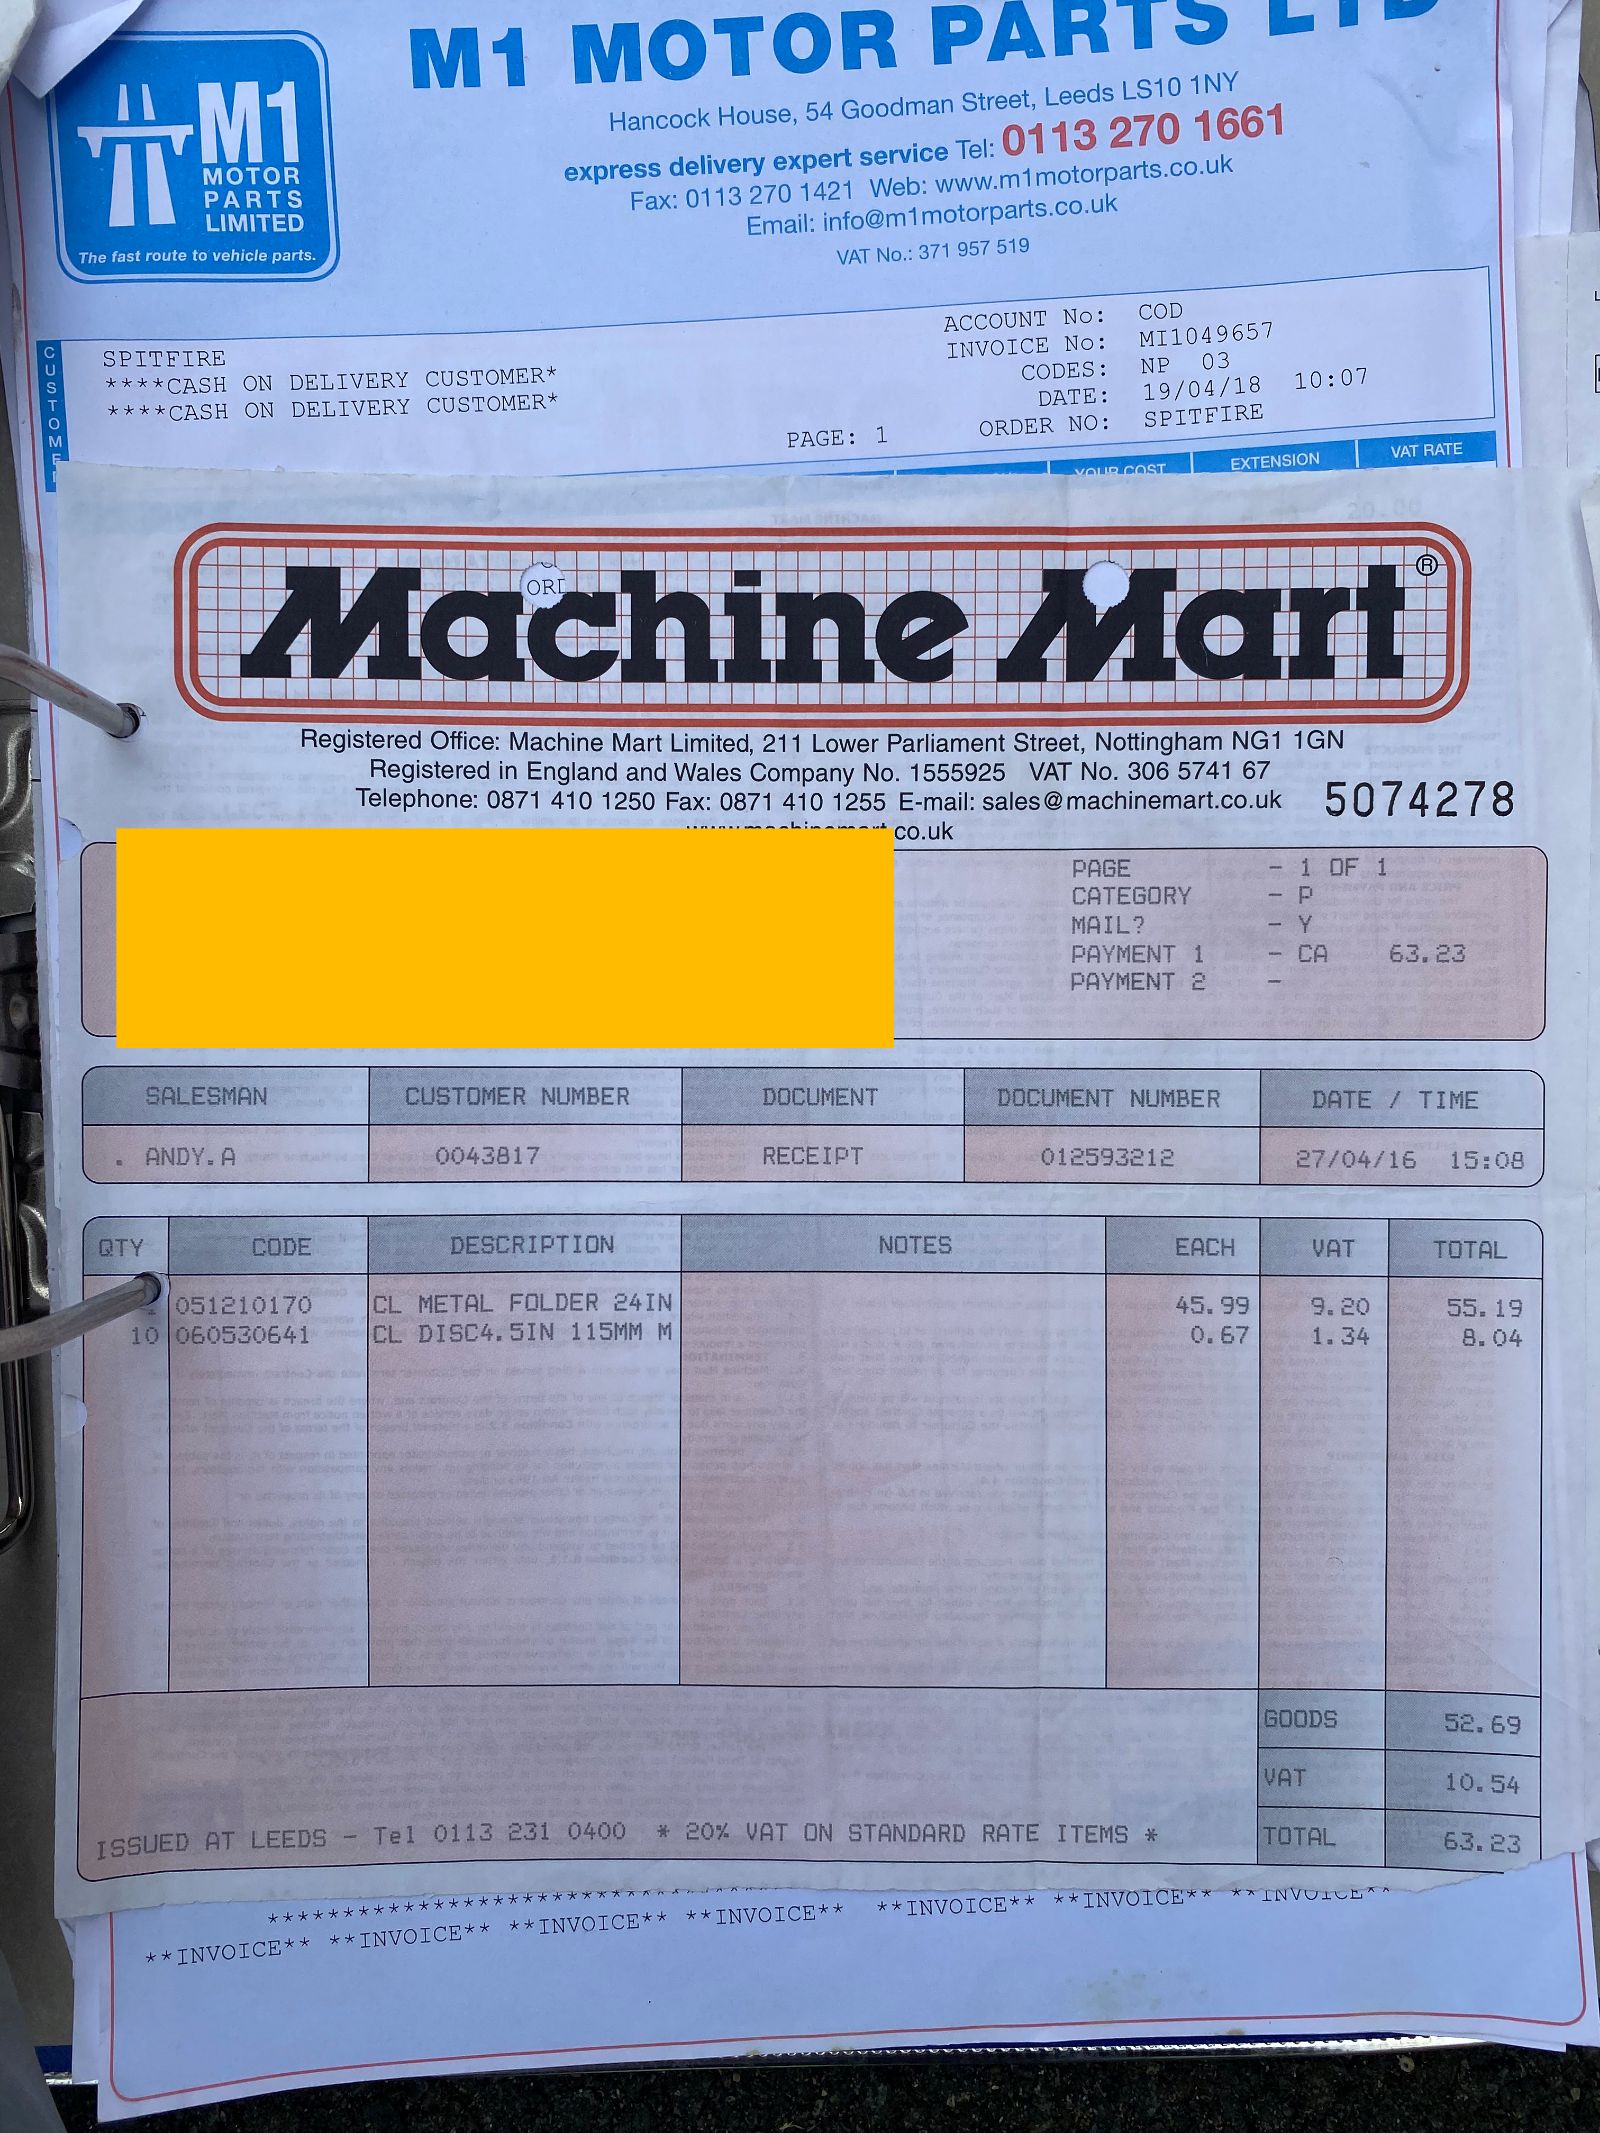 M1 MOTOR PARTS LTD
Hancock House, 54 Goodman Street, Leeds LS10 1NY
express delivery expert service Tel: 0113 270 1661
Fax: 0113 270 1421 Web: www.m1motorparts.co.uk
Email: info@m1motorparts.co.uk
VAT No.: 371 957 519
M1
MOTOR
PARTS
LIMITED
The fast route to vehicle parts.
SPITFIRE
****CASH ON DELIVERY CUSTOMER*
****CASH ON DELIVERY CUSTOMER*
PAGE: 1
ACCOUNT No: COD
INVOICE No: MI1049657
CODES: NP 03
DATE: 19/04/18 10:07
ORDER NO: SPITFIRE
YOUR COST EXTENSION VAT RATE
ORD
Machine Mart ®
Registered Office: Machine Mart Limited, 211 Lower Parliament Street, Nottingham NG1 1GN
Registered in England and Wales Company No. 1555925 VAT No. 306 5741 67
Telephone: 0871 410 1250 Fax: 0871 410 1255 E-mail: sales@machinemart.co.uk 5074278
www.machinemart.co.uk
PAGE - 1 OF 1
CATEGORY - P
MAIL? - Y
PAYMENT 1 - CA 63.23
PAYMENT 2 -
SALESMAN CUSTOMER NUMBER DOCUMENT DOCUMENT NUMBER DATE / TIME
. ANDY.A 0043817 RECEIPT 012593212 27/04/16 15:08
QTY CODE DESCRIPTION NOTES EACH VAT TOTAL
1 051210170 CL METAL FOLDER 24IN 45.99 9.20 55.19
10 060530641 CL DISC4.5IN 115MM M 0.67 1.34 8.04
GOODS 52.69
VAT 10.54
ISSUED AT LEEDS - Tel 0113 231 0400 * 20% VAT ON STANDARD RATE ITEMS *
TOTAL 63.23
**INVOICE** **INVOICE** **INVOICE** **INVOICE** **INVOICE** **INVOICE** **INVOICE**